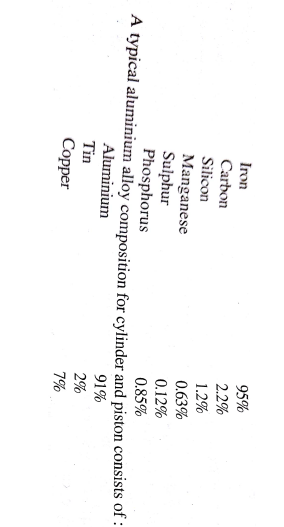 Iron 95%
Carbon 2.2%
Silicon 1.2%
Manganese 0.63%
Sulphur 0.12%
Phosphorus 0.85%
A typical aluminium alloy composition for cylinder and piston consists of :
Aluminium 91%
Tin 2%
Copper 7%